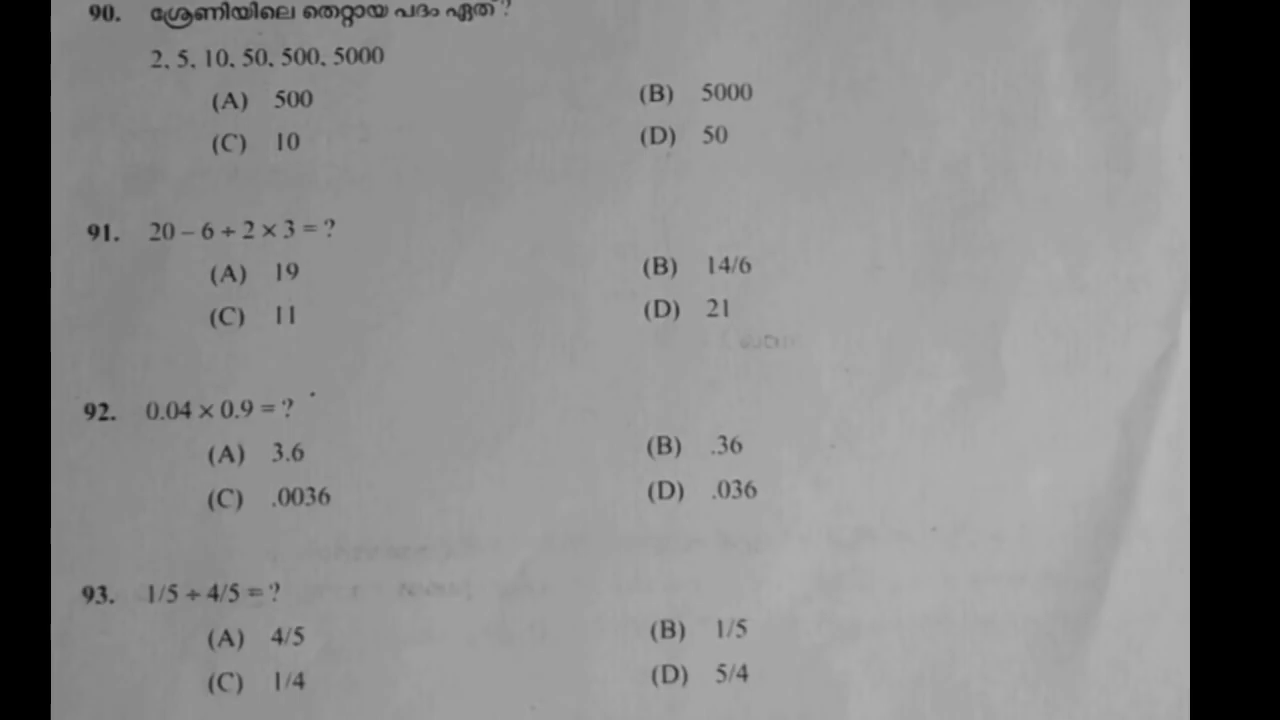 90. ശ്രേണിയിലെ തെറ്റായ പദം ഏത് ?
2, 5, 10, 50, 500, 5000
(A) 500 (B) 5000
(C) 10 (D) 50
91. 20 – 6 ÷ 2 × 3 = ?
(A) 19 (B) 14/6
(C) 11 (D) 21
92. 0.04 × 0.9 = ?
(A) 3.6 (B) .36
(C) .0036 (D) .036
93. 1/5 ÷ 4/5 = ?
(A) 4/5 (B) 1/5
(C) 1/4 (D) 5/4